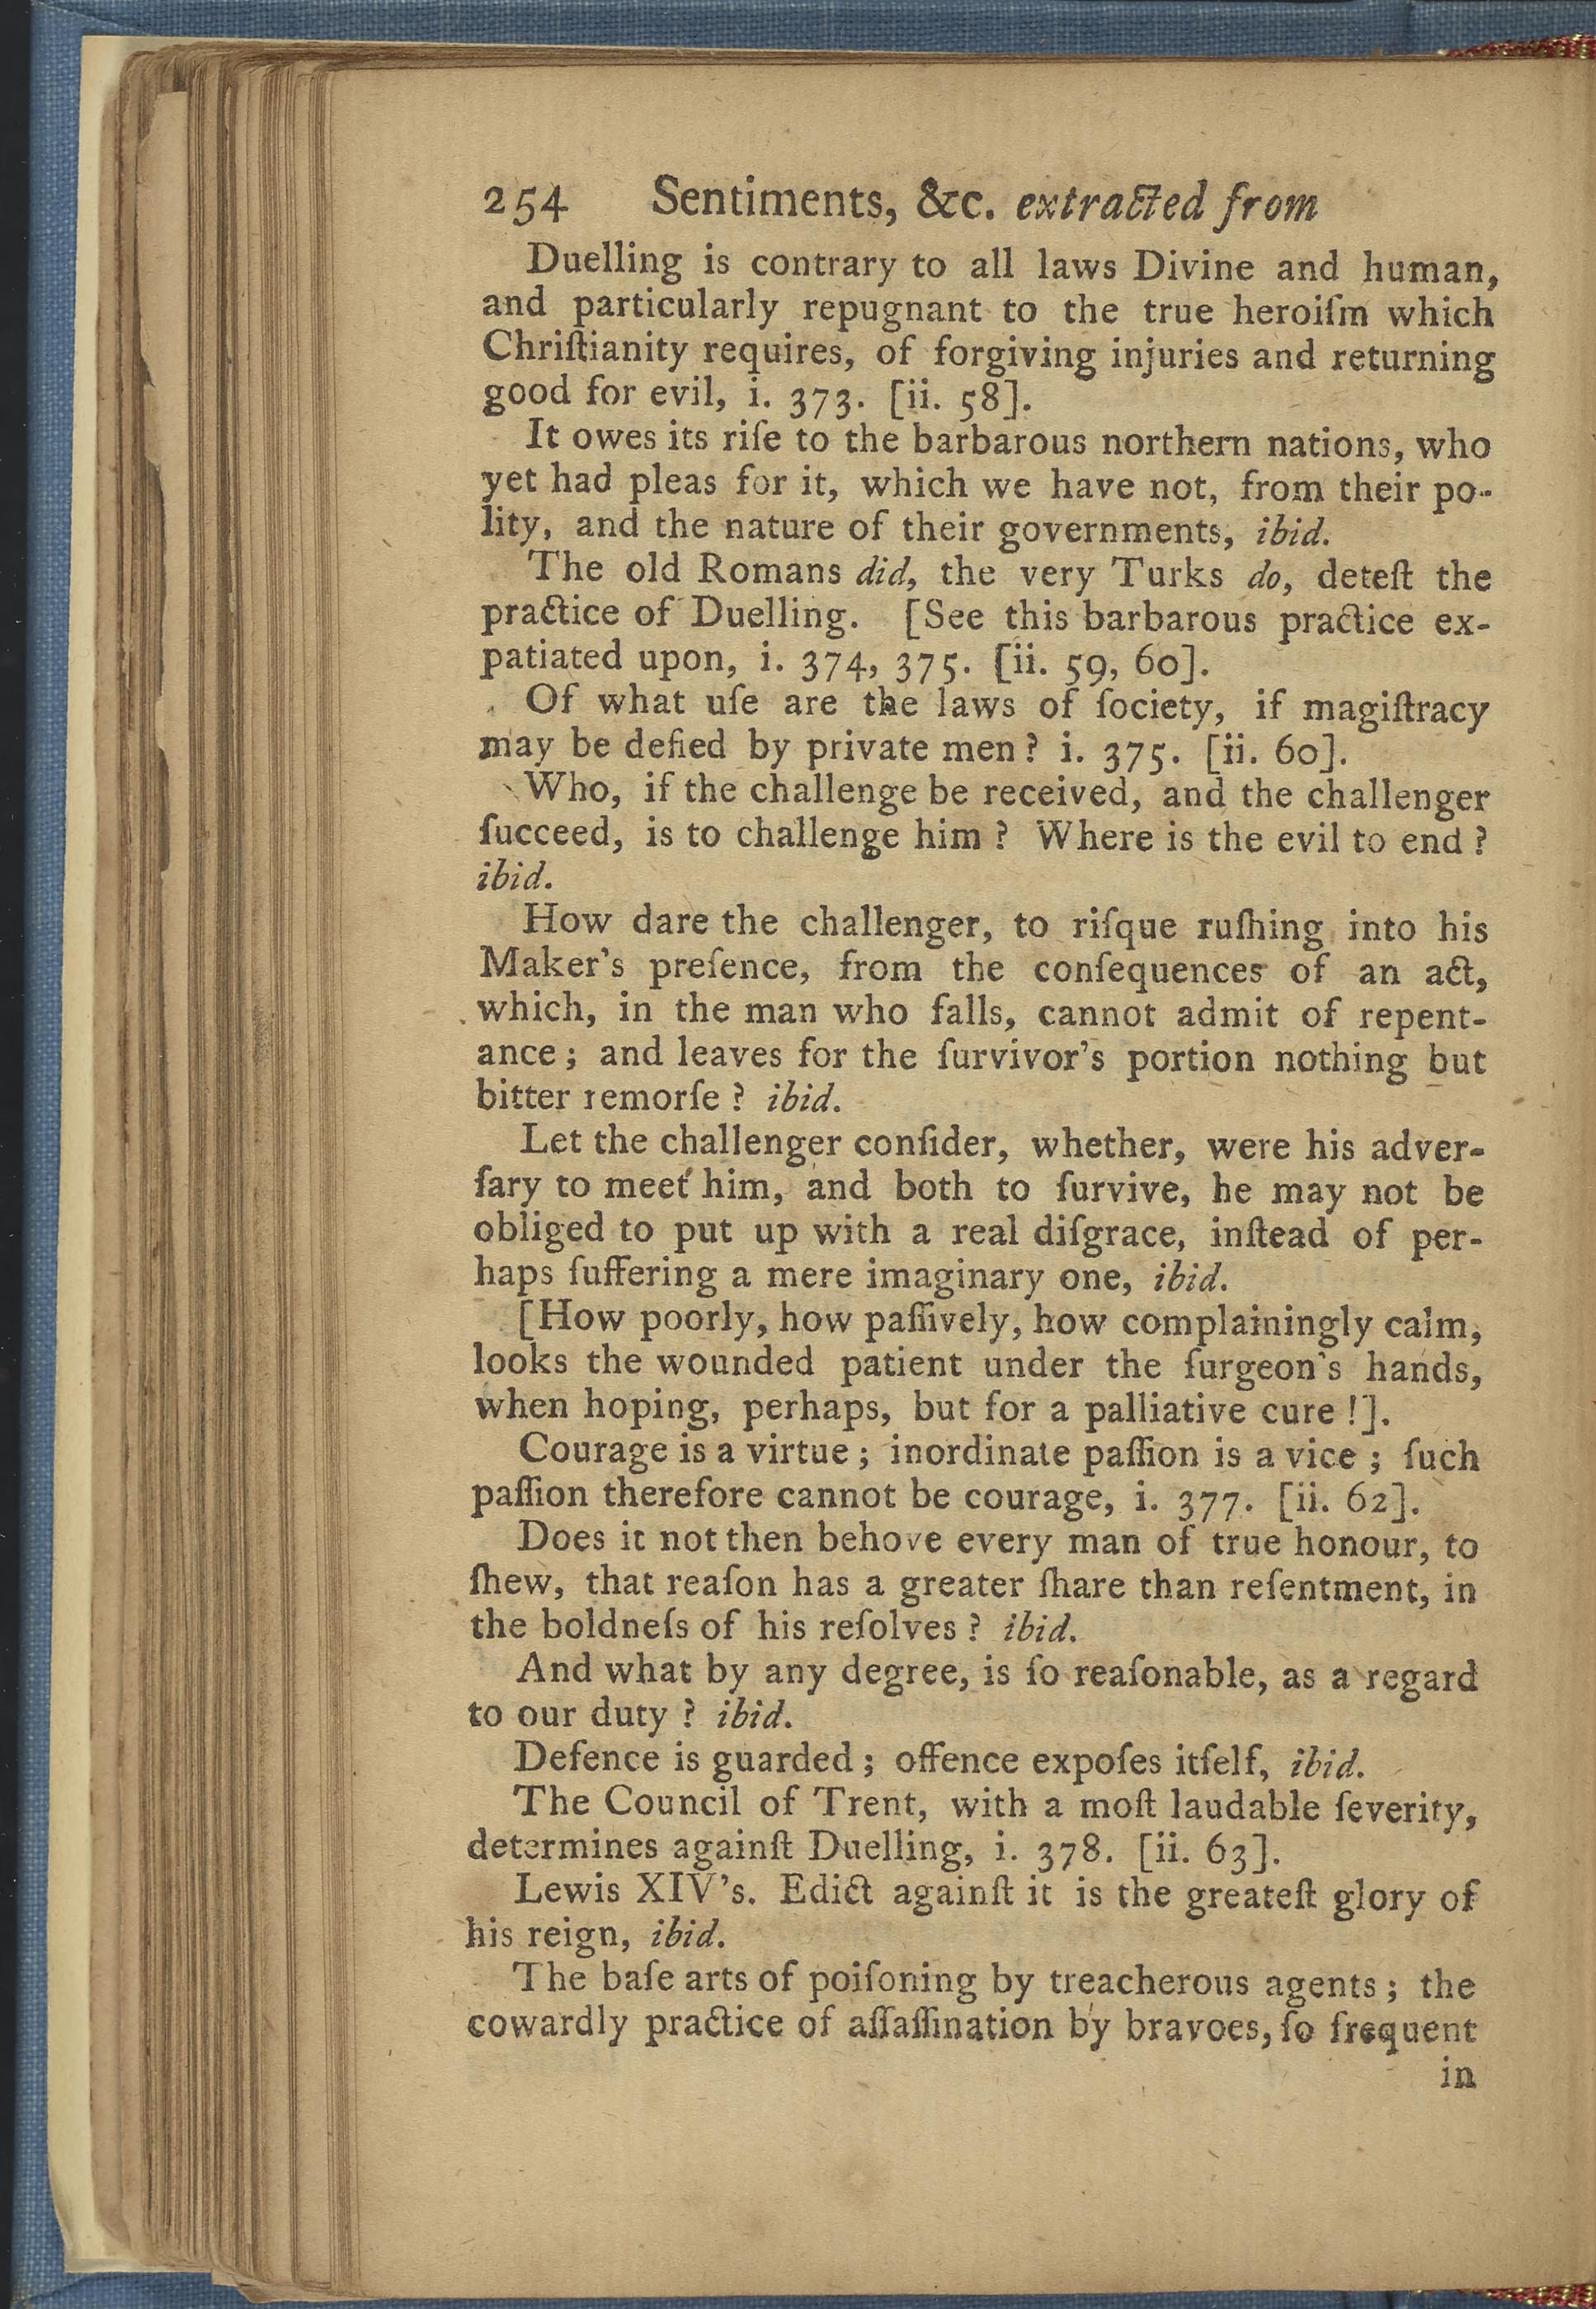 254 Sentiments, &c. extracted from
Duelling is contrary to all laws Divine and human,
and particularly repugnant to the true heroiſm which
Chriſtianity requires, of forgiving injuries and returning
good for evil, i. 373. [ii. 58].
It owes its riſe to the barbarous northern nations, who
yet had pleas for it, which we have not, from their po-
lity, and the nature of their governments, ibid.
The old Romans did, the very Turks do, deteſt the
practice of Duelling. [See this barbarous practice ex-
patiated upon, i. 374, 375. [ii. 59, 60].
Of what uſe are the laws of ſociety, if magiſtracy
may be defied by private men? i. 375. [ii. 60].
Who, if the challenge be received, and the challenger
ſucceed, is to challenge him? Where is the evil to end?
ibid.
How dare the challenger, to riſque ruſhing into his
Maker's preſence, from the conſequences of an act,
which, in the man who falls, cannot admit of repent-
ance; and leaves for the ſurvivor's portion nothing but
bitter remorſe? ibid.
Let the challenger conſider, whether, were his adver-
ſary to meet him, and both to ſurvive, he may not be
obliged to put up with a real diſgrace, inſtead of per-
haps ſuffering a mere imaginary one, ibid.
[How poorly, how paſſively, how complainingly calm,
looks the wounded patient under the ſurgeon's hands,
when hoping, perhaps, but for a palliative cure!].
Courage is a virtue; inordinate paſſion is a vice; ſuch
paſſion therefore cannot be courage, i. 377. [ii. 62].
Does it not then behove every man of true honour, to
ſhew, that reaſon has a greater ſhare than reſentment, in
the boldneſs of his reſolves? ibid.
And what by any degree, is ſo reaſonable, as a regard
to our duty? ibid.
Defence is guarded; offence expoſes itſelf, ibid.
The Council of Trent, with a moſt laudable ſeverity,
determines againſt Duelling, i. 378. [ii. 63].
Lewis XIV's. Edict againſt it is the greateſt glory of
his reign, ibid.
The baſe arts of poiſoning by treacherous agents; the
cowardly practice of aſſaſſination by bravoes, ſo frequent
in